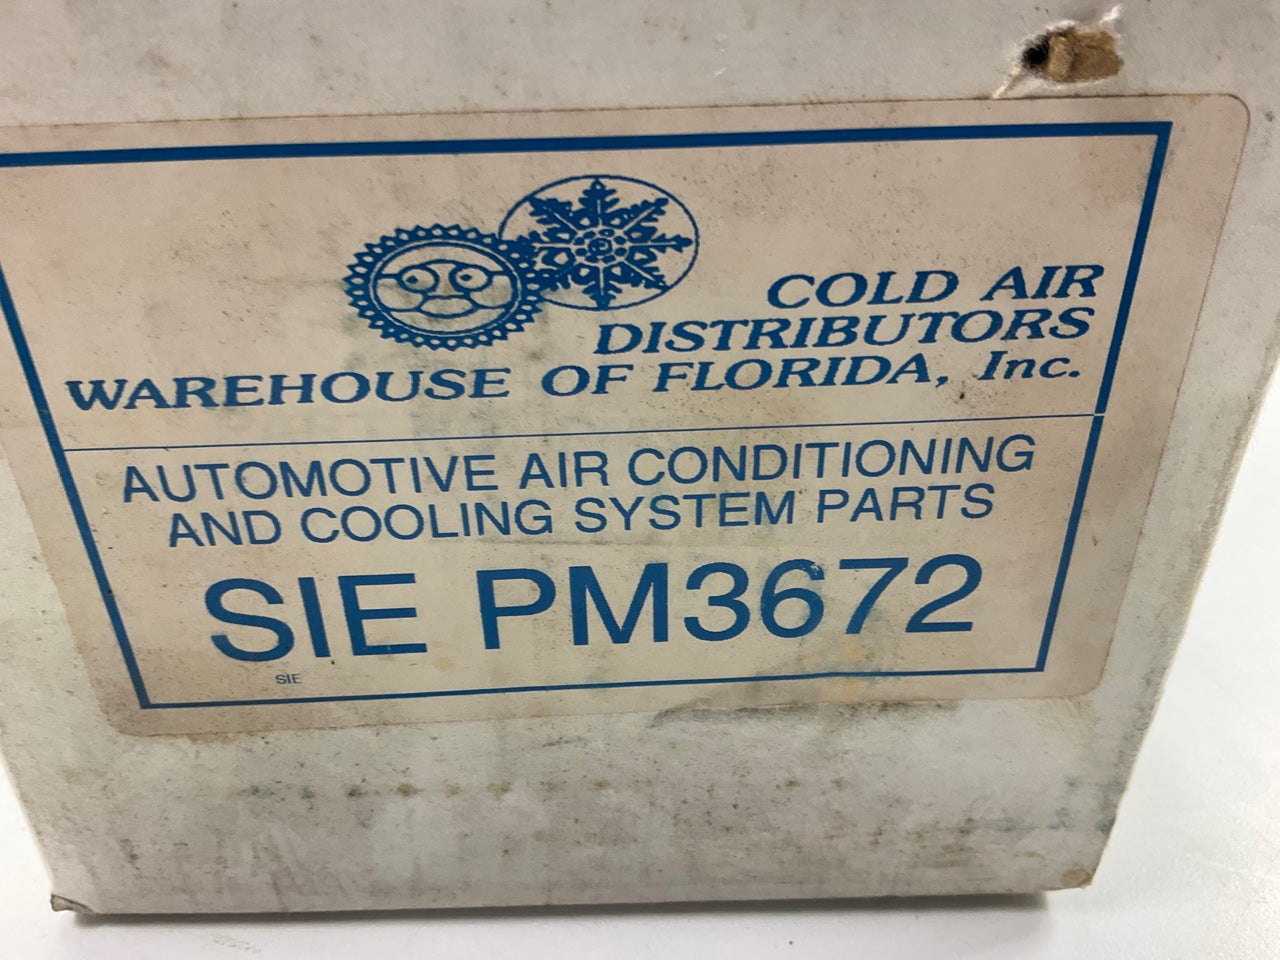 COLD AIR
DISTRIBUTORS
WAREHOUSE OF FLORIDA, Inc.
AUTOMOTIVE AIR CONDITIONING
AND COOLING SYSTEM PARTS
SIE PM3672
SIE